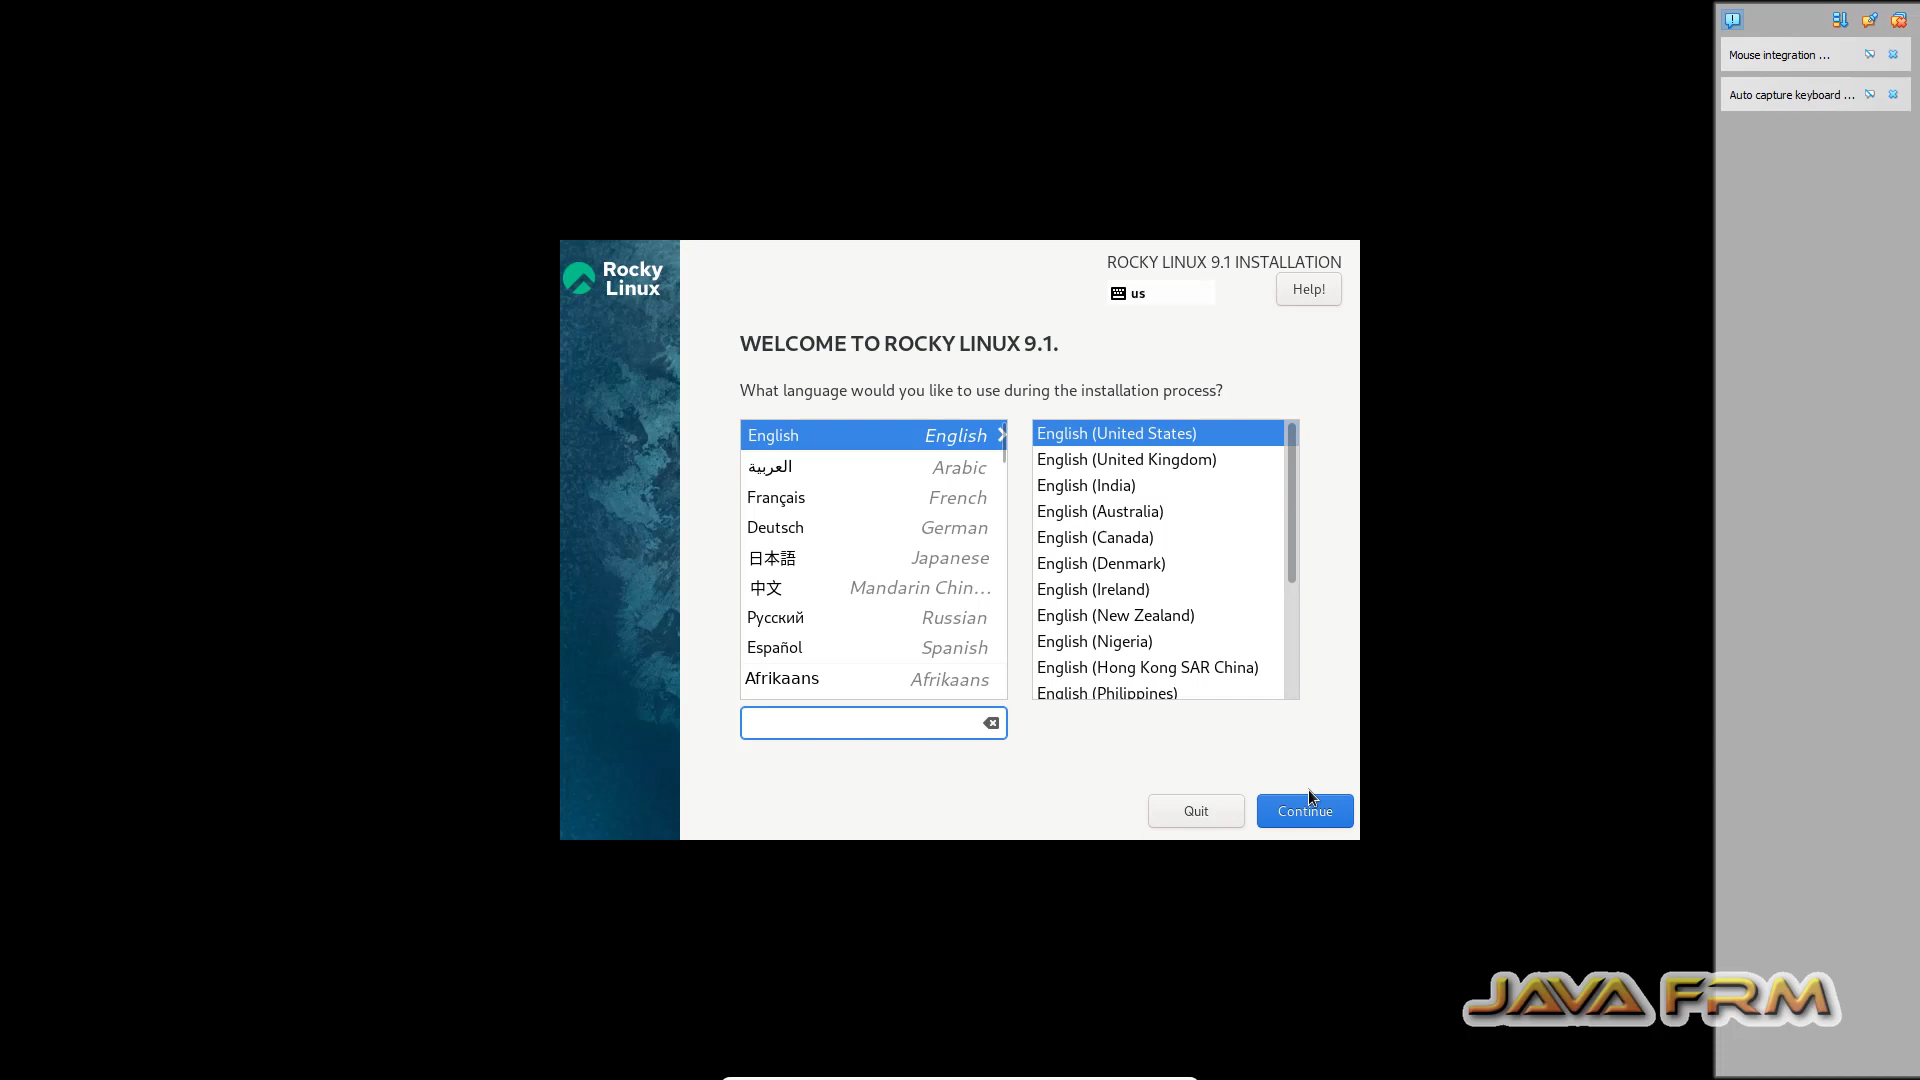 Mouse integration ...
Auto capture keyboard ...
Rocky
Linux
ROCKY LINUX 9.1 INSTALLATION
us
Help!
WELCOME TO ROCKY LINUX 9.1.
What language would you like to use during the installation process?
English English
العربية Arabic
Français French
Deutsch German
日本語 Japanese
中文 Mandarin Chin...
Русский Russian
Español Spanish
Afrikaans Afrikaans
English (United States)
English (United Kingdom)
English (India)
English (Australia)
English (Canada)
English (Denmark)
English (Ireland)
English (New Zealand)
English (Nigeria)
English (Hong Kong SAR China)
English (Philippines)
Quit
Continue
JAVA FRM